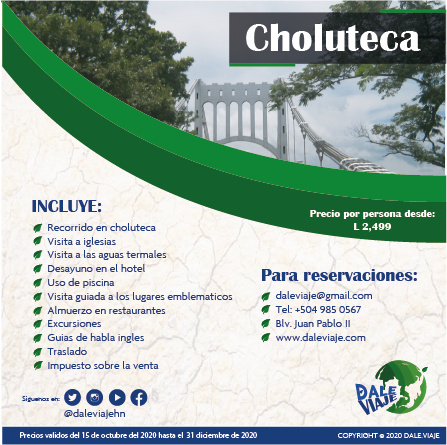 Choluteca
Precio por persona desde:
L 2,499
INCLUYE:
Recorrido en choluteca
Visita a iglesias
Visita a las aguas termales
Desayuno en el hotel
Uso de piscina
Visita guiada a los lugares emblematicos
Almuerzo en restaurantes
Excursiones
Guias de habla ingles
Traslado
Impuesto sobre la venta
Para reservaciones:
daleviaje@gmail.com
Tel: +504 985 0567
Blv. Juan Pablo II
www.daleviaje.com
Siguenos en:
@daleviajehn
DALE
VIAJE
Precios validos del 15 de octubre del 2020 hasta el 31 diciembre de 2020
COPYRIGHT © 2020 DALE.VIAJE